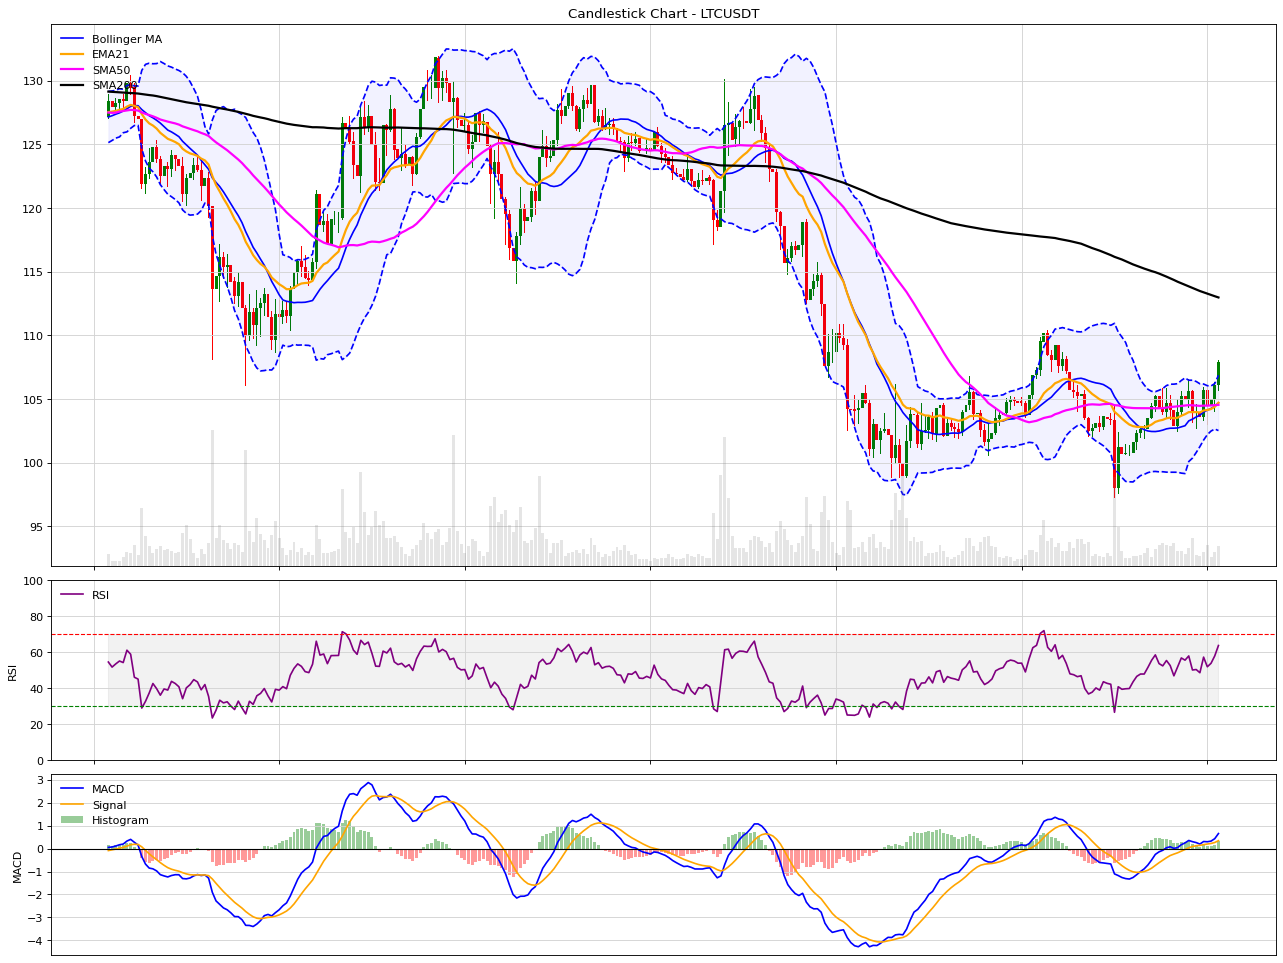 Candlestick Chart - LTCUSDT
Bollinger MA
EMA21
SMA50
SMA200
130
125
120
115
110
105
100
95
RSI
100
80
60
40
20
0
RSI
MACD
Signal
Histogram
3
2
1
0
−1
−2
−3
−4
MACD